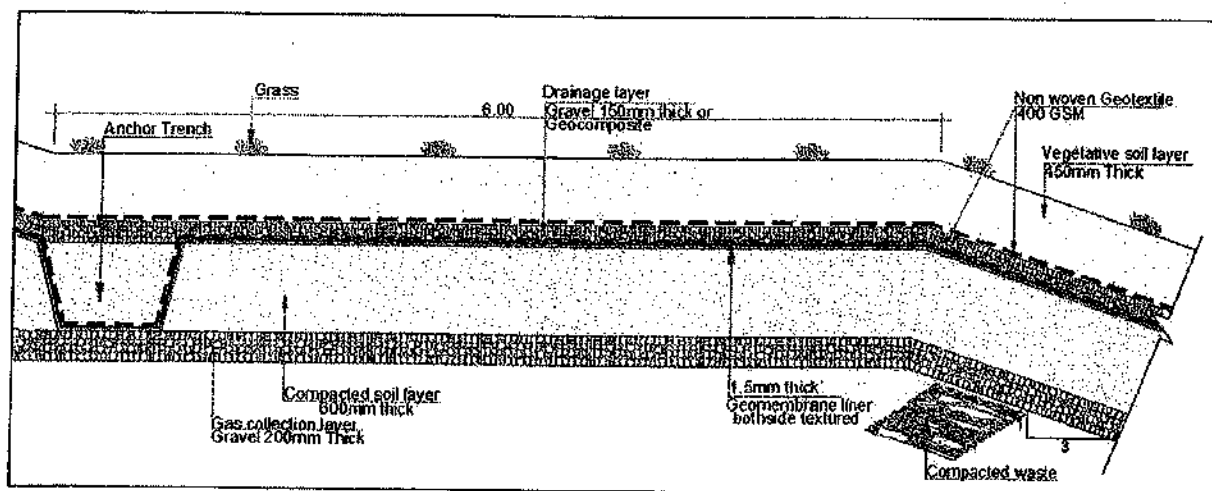 Grass
6.00
Drainage layer
Gravel 150mm thick or
Geocomposite
Non woven Geotextile
400 GSM
Anchor Trench
Vegetative soil layer
450mm Thick
Compacted soil layer
600mm thick
Gas collection layer,
Gravel 200mm Thick
1.5mm thick
Geomembrane liner
bothside textured
1
3
Compacted waste